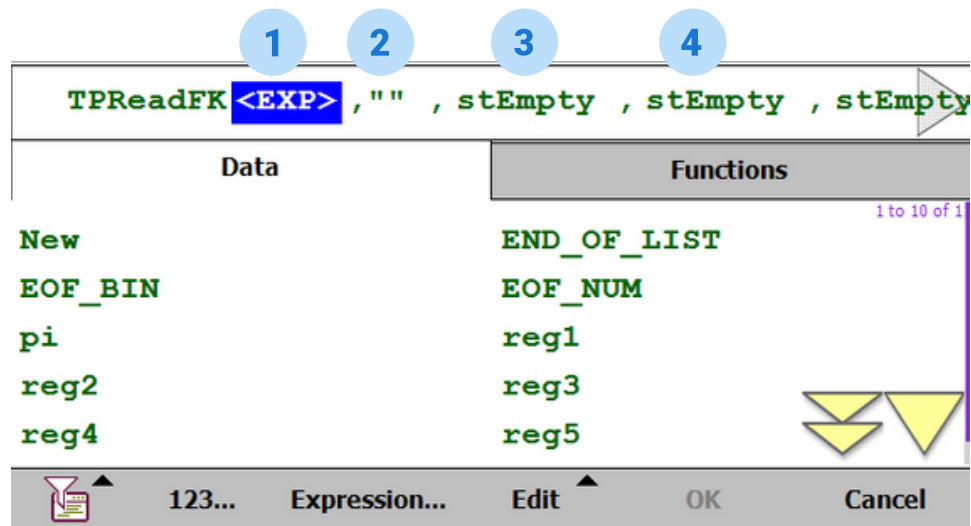 1 2 3 4
TPReadFK <EXP> ,"" , stEmpty , stEmpty , stEmpty
Data Functions
1 to 10 of 1
New END_OF_LIST
EOF_BIN EOF_NUM
pi reg1
reg2 reg3
reg4 reg5
123... Expression... Edit OK Cancel